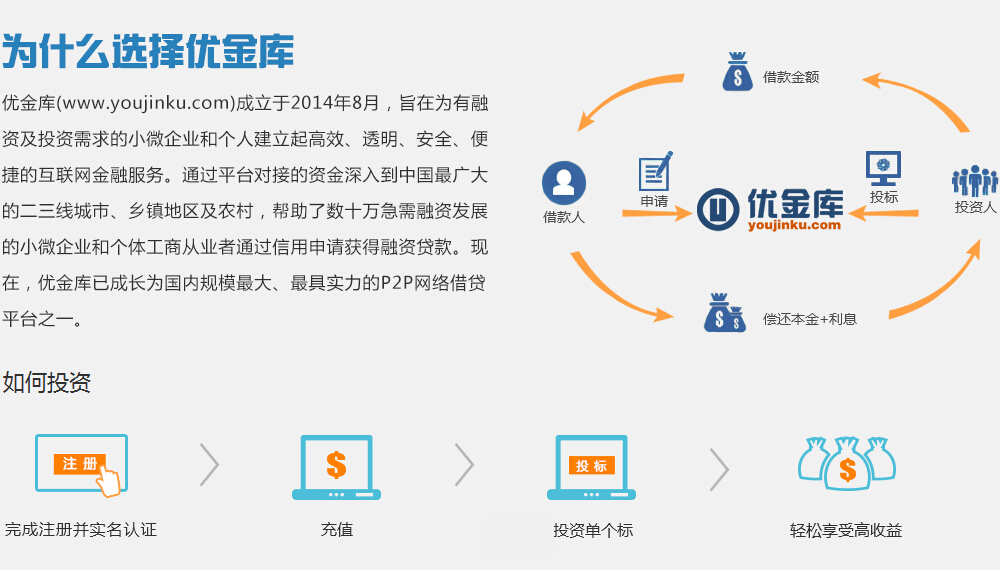 为什么选择优金库
优金库(www.youjinku.com)成立于2014年8月，旨在为有融
资及投资需求的小微企业和个人建立起高效、透明、安全、便
捷的互联网金融服务。通过平台对接的资金深入到中国最广大
的二三线城市、乡镇地区及农村，帮助了数十万急需融资发展
的小微企业和个体工商从业者通过信用申请获得融资贷款。现
在，优金库已成长为国内规模最大、最具实力的P2P网络借贷
平台之一。
借款金额
借款人
申请
优金库
youjinku.com
投标
投资人
偿还本金+利息
如何投资
注册
投标
完成注册并实名认证
充值
投资单个标
轻松享受高收益